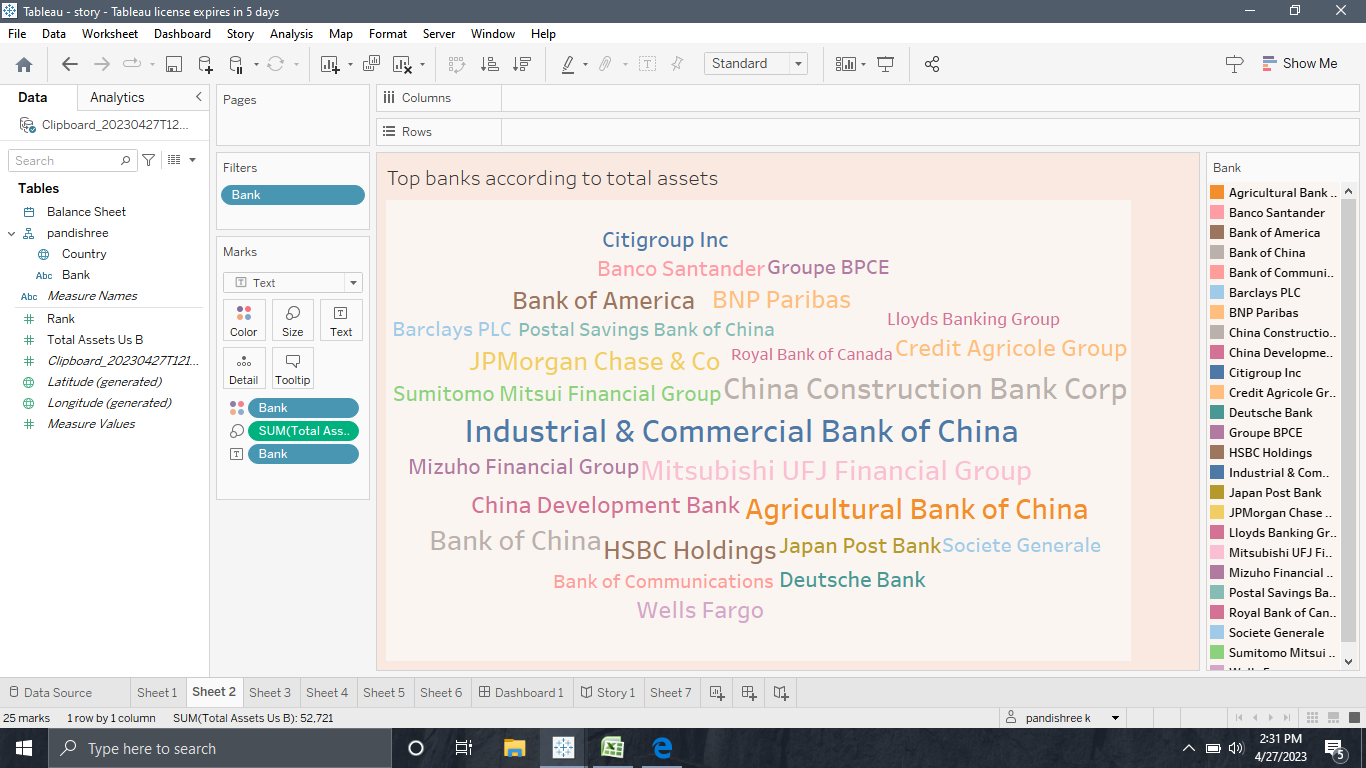 Tableau - story - Tableau license expires in 5 days
File Data Worksheet Dashboard Story Analysis Map Format Server Window Help
Standard
Show Me
Data Analytics
Clipboard_20230427T12...
Search
Tables
Balance Sheet
pandishree
Country
Abc Bank
Abc Measure Names
Rank
Total Assets Us B
Clipboard_20230427T121...
Latitude (generated)
Longitude (generated)
Measure Values
Pages
Filters
Bank
Marks
T Text
Color Size Text
Detail Tooltip
Bank
SUM(Total Ass..
T Bank
Columns
Rows
Top banks according to total assets
Citigroup Inc
Banco Santander Groupe BPCE
Bank of America BNP Paribas
Lloyds Banking Group
Barclays PLC Postal Savings Bank of China
JPMorgan Chase & Co Royal Bank of Canada Credit Agricole Group
Sumitomo Mitsui Financial Group China Construction Bank Corp
Industrial & Commercial Bank of China
Mizuho Financial Group Mitsubishi UFJ Financial Group
China Development Bank Agricultural Bank of China
Bank of China HSBC Holdings Japan Post Bank Societe Generale
Bank of Communications Deutsche Bank
Wells Fargo
Bank
Agricultural Bank ..
Banco Santander
Bank of America
Bank of China
Bank of Communi..
Barclays PLC
BNP Paribas
China Constructio..
China Developme..
Citigroup Inc
Credit Agricole Gr..
Deutsche Bank
Groupe BPCE
HSBC Holdings
Industrial & Com..
Japan Post Bank
JPMorgan Chase ..
Lloyds Banking Gr..
Mitsubishi UFJ Fi..
Mizuho Financial ..
Postal Savings Ba..
Royal Bank of Can..
Societe Generale
Sumitomo Mitsui ..
Data Source Sheet 1 Sheet 2 Sheet 3 Sheet 4 Sheet 5 Sheet 6 Dashboard 1 Story 1 Sheet 7
25 marks 1 row by 1 column SUM(Total Assets Us B): 52,721
pandishree k
Type here to search
2:31 PM
4/27/2023
5